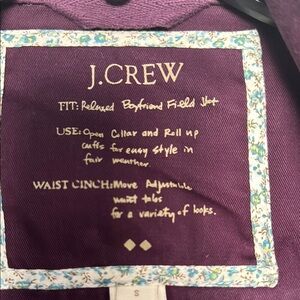 J.CREW
FIT: Relaxed Boyfriend Field Jkt
USE: Open Collar and Roll up
cuffs for easy style in
fair weather.
WAIST CINCH: Move Adjustable
waist tabs
for a variety of looks.
S